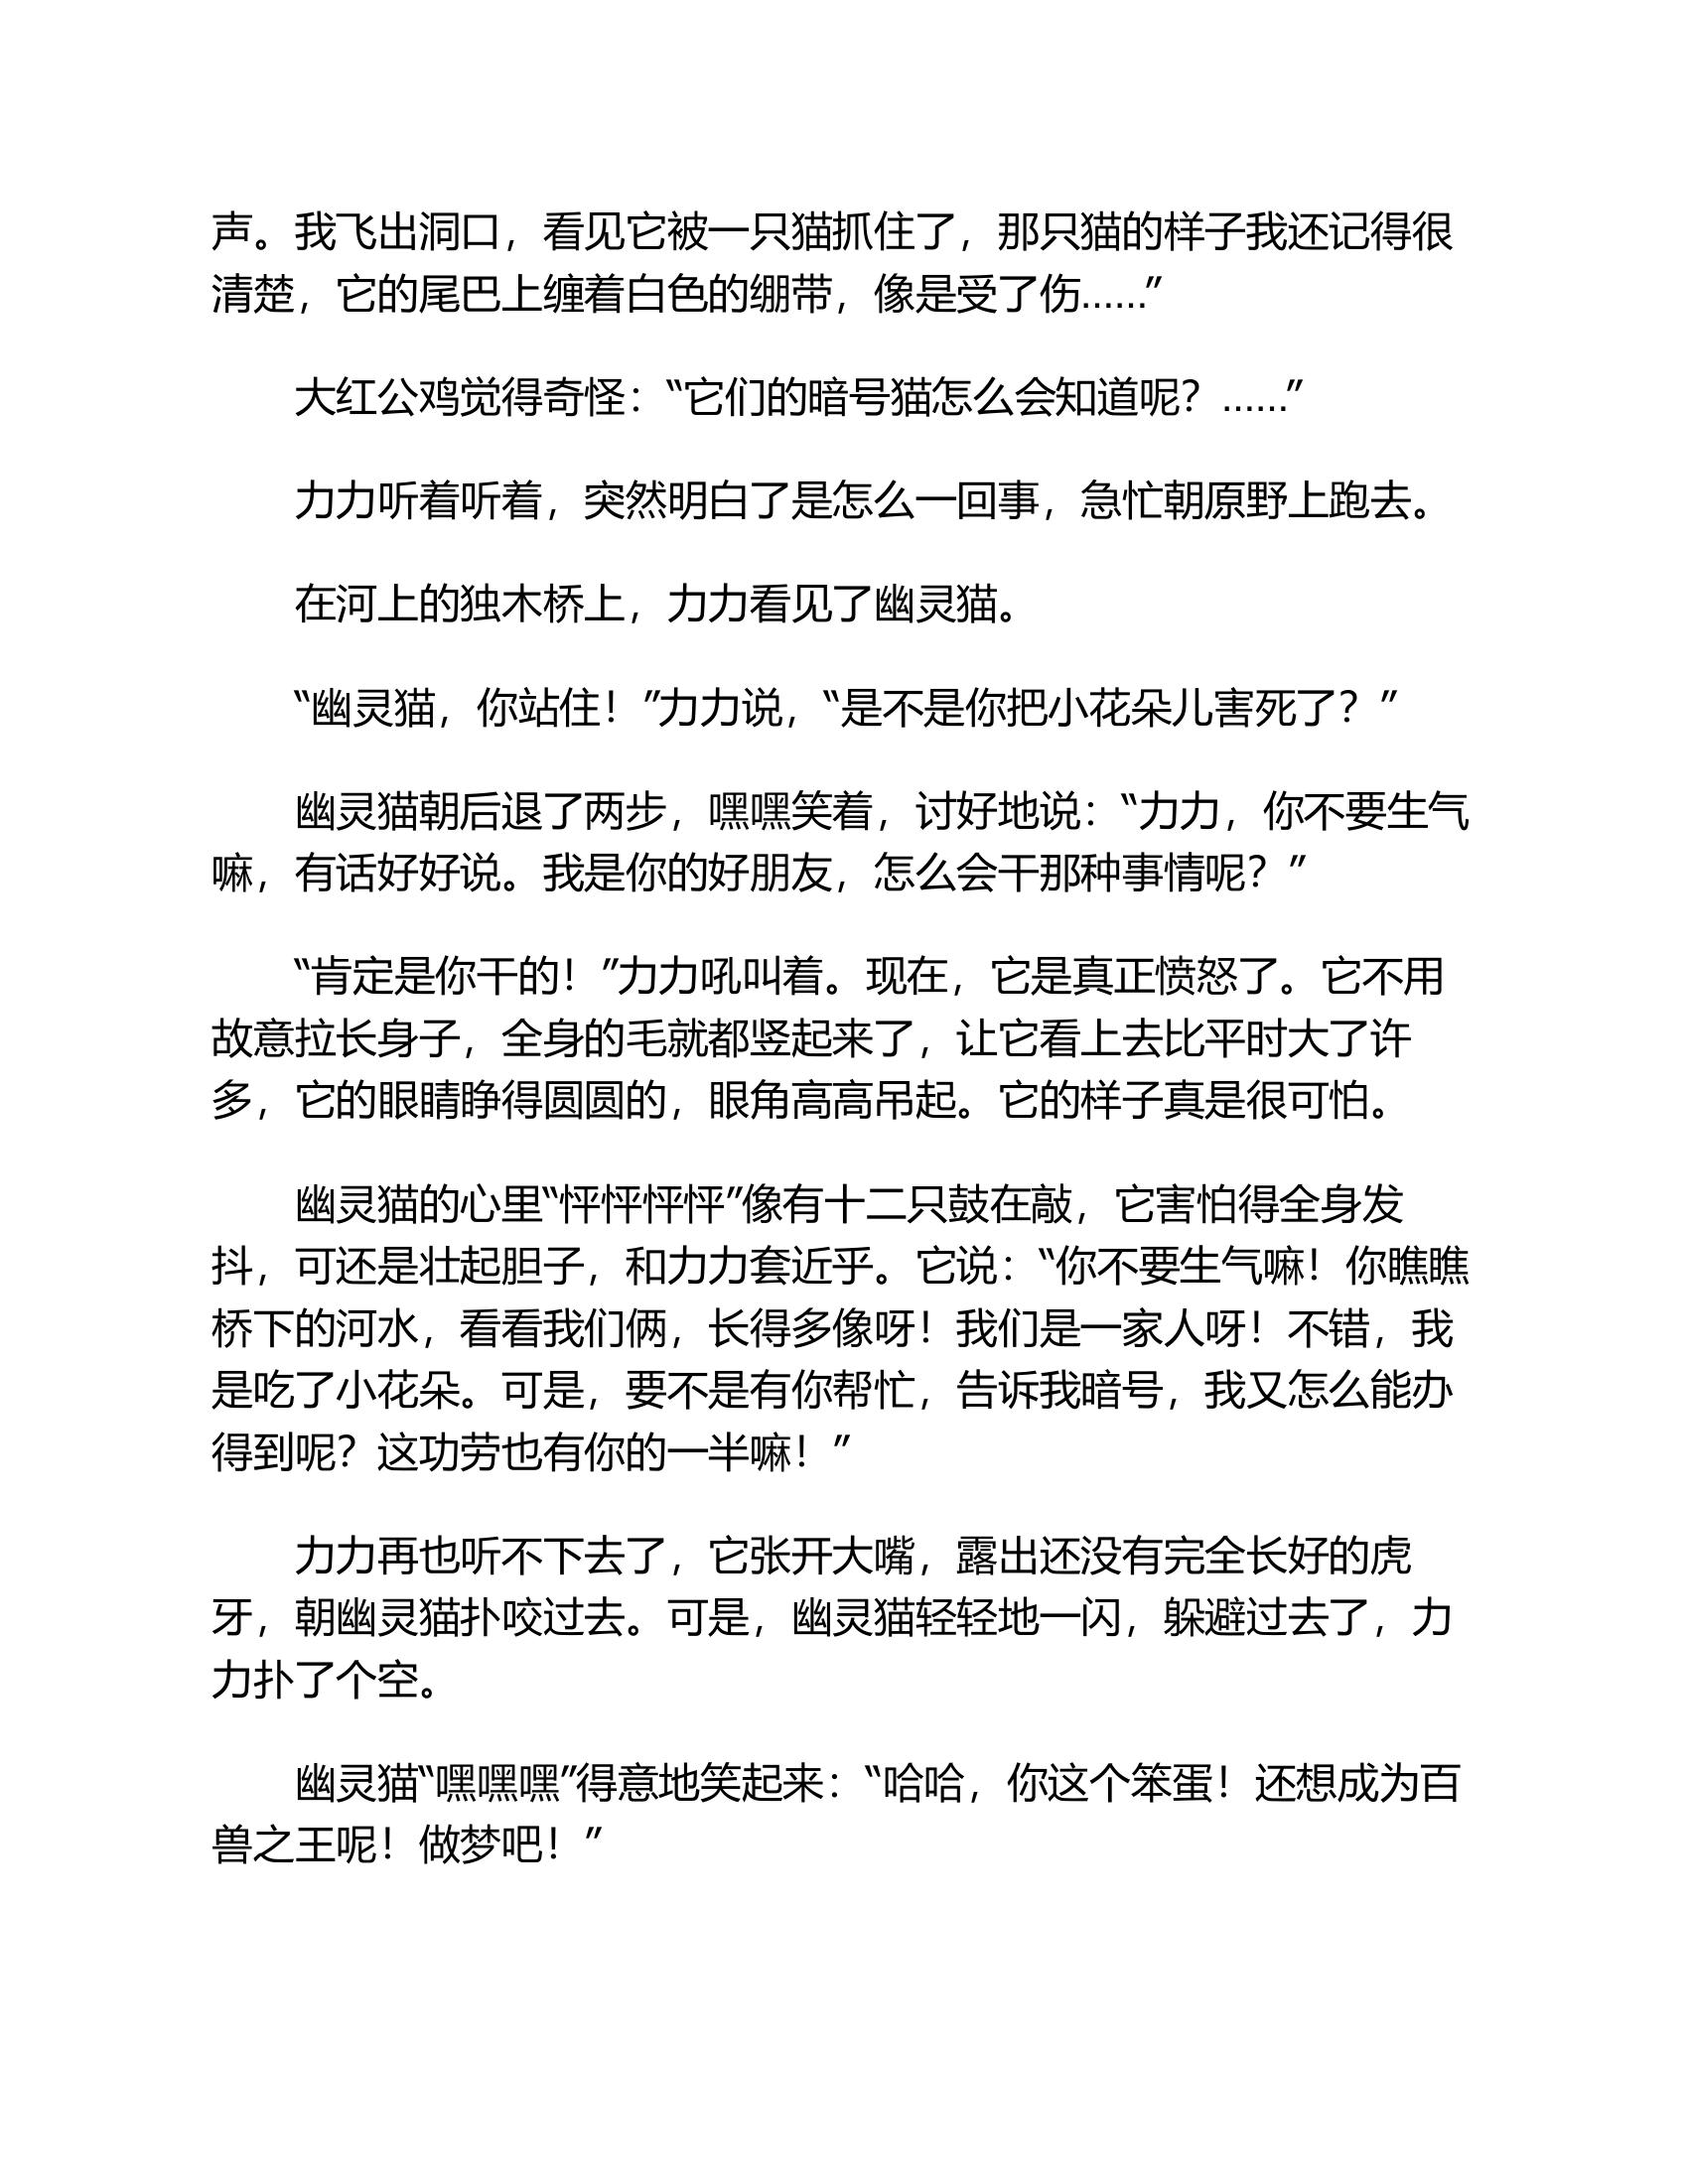 声。我飞出洞口，看见它被一只猫抓住了，那只猫的样子我还记得很
清楚，它的尾巴上缠着白色的绷带，像是受了伤……”
大红公鸡觉得奇怪：“它们的暗号猫怎么会知道呢？……”
力力听着听着，突然明白了是怎么一回事，急忙朝原野上跑去。
在河上的独木桥上，力力看见了幽灵猫。
“幽灵猫，你站住！”力力说，“是不是你把小花朵儿害死了？”
幽灵猫朝后退了两步，嘿嘿笑着，讨好地说：“力力，你不要生气
嘛，有话好好说。我是你的好朋友，怎么会干那种事情呢？”
“肯定是你干的！”力力吼叫着。现在，它是真正愤怒了。它不用
故意拉长身子，全身的毛就都竖起来了，让它看上去比平时大了许
多，它的眼睛睁得圆圆的，眼角高高吊起。它的样子真是很可怕。
幽灵猫的心里“怦怦怦怦”像有十二只鼓在敲，它害怕得全身发
抖，可还是壮起胆子，和力力套近乎。它说：“你不要生气嘛！你瞧瞧
桥下的河水，看看我们俩，长得多像呀！我们是一家人呀！不错，我
是吃了小花朵。可是，要不是有你帮忙，告诉我暗号，我又怎么能办
得到呢？这功劳也有你的一半嘛！”
力力再也听不下去了，它张开大嘴，露出还没有完全长好的虎
牙，朝幽灵猫扑咬过去。可是，幽灵猫轻轻地一闪，躲避过去了，力
力扑了个空。
幽灵猫“嘿嘿嘿”得意地笑起来：“哈哈，你这个笨蛋！还想成为百
兽之王呢！做梦吧！”